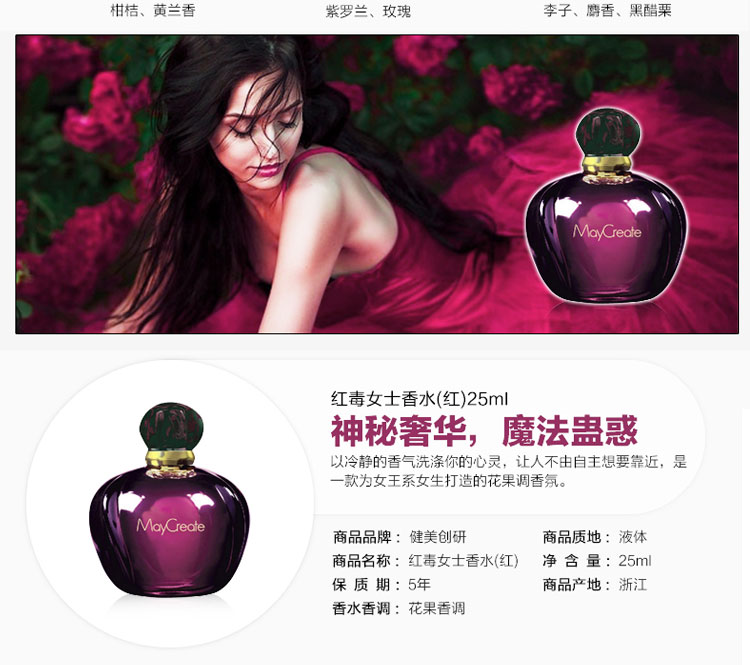 柑桔、黄兰香
紫罗兰、玫瑰
李子、麝香、黑醋栗
MayCreate
MayCreate
红毒女士香水(红)25ml
神秘奢华，魔法蛊惑
以冷静的香气洗涤你的心灵，让人不由自主想要靠近，是
一款为女王系女生打造的花果调香氛。
商品品牌：健美创研
商品质地：液体
商品名称：红毒女士香水(红)
净 含 量：25ml
保 质 期：5年
商品产地：浙江
香水香调：花果香调